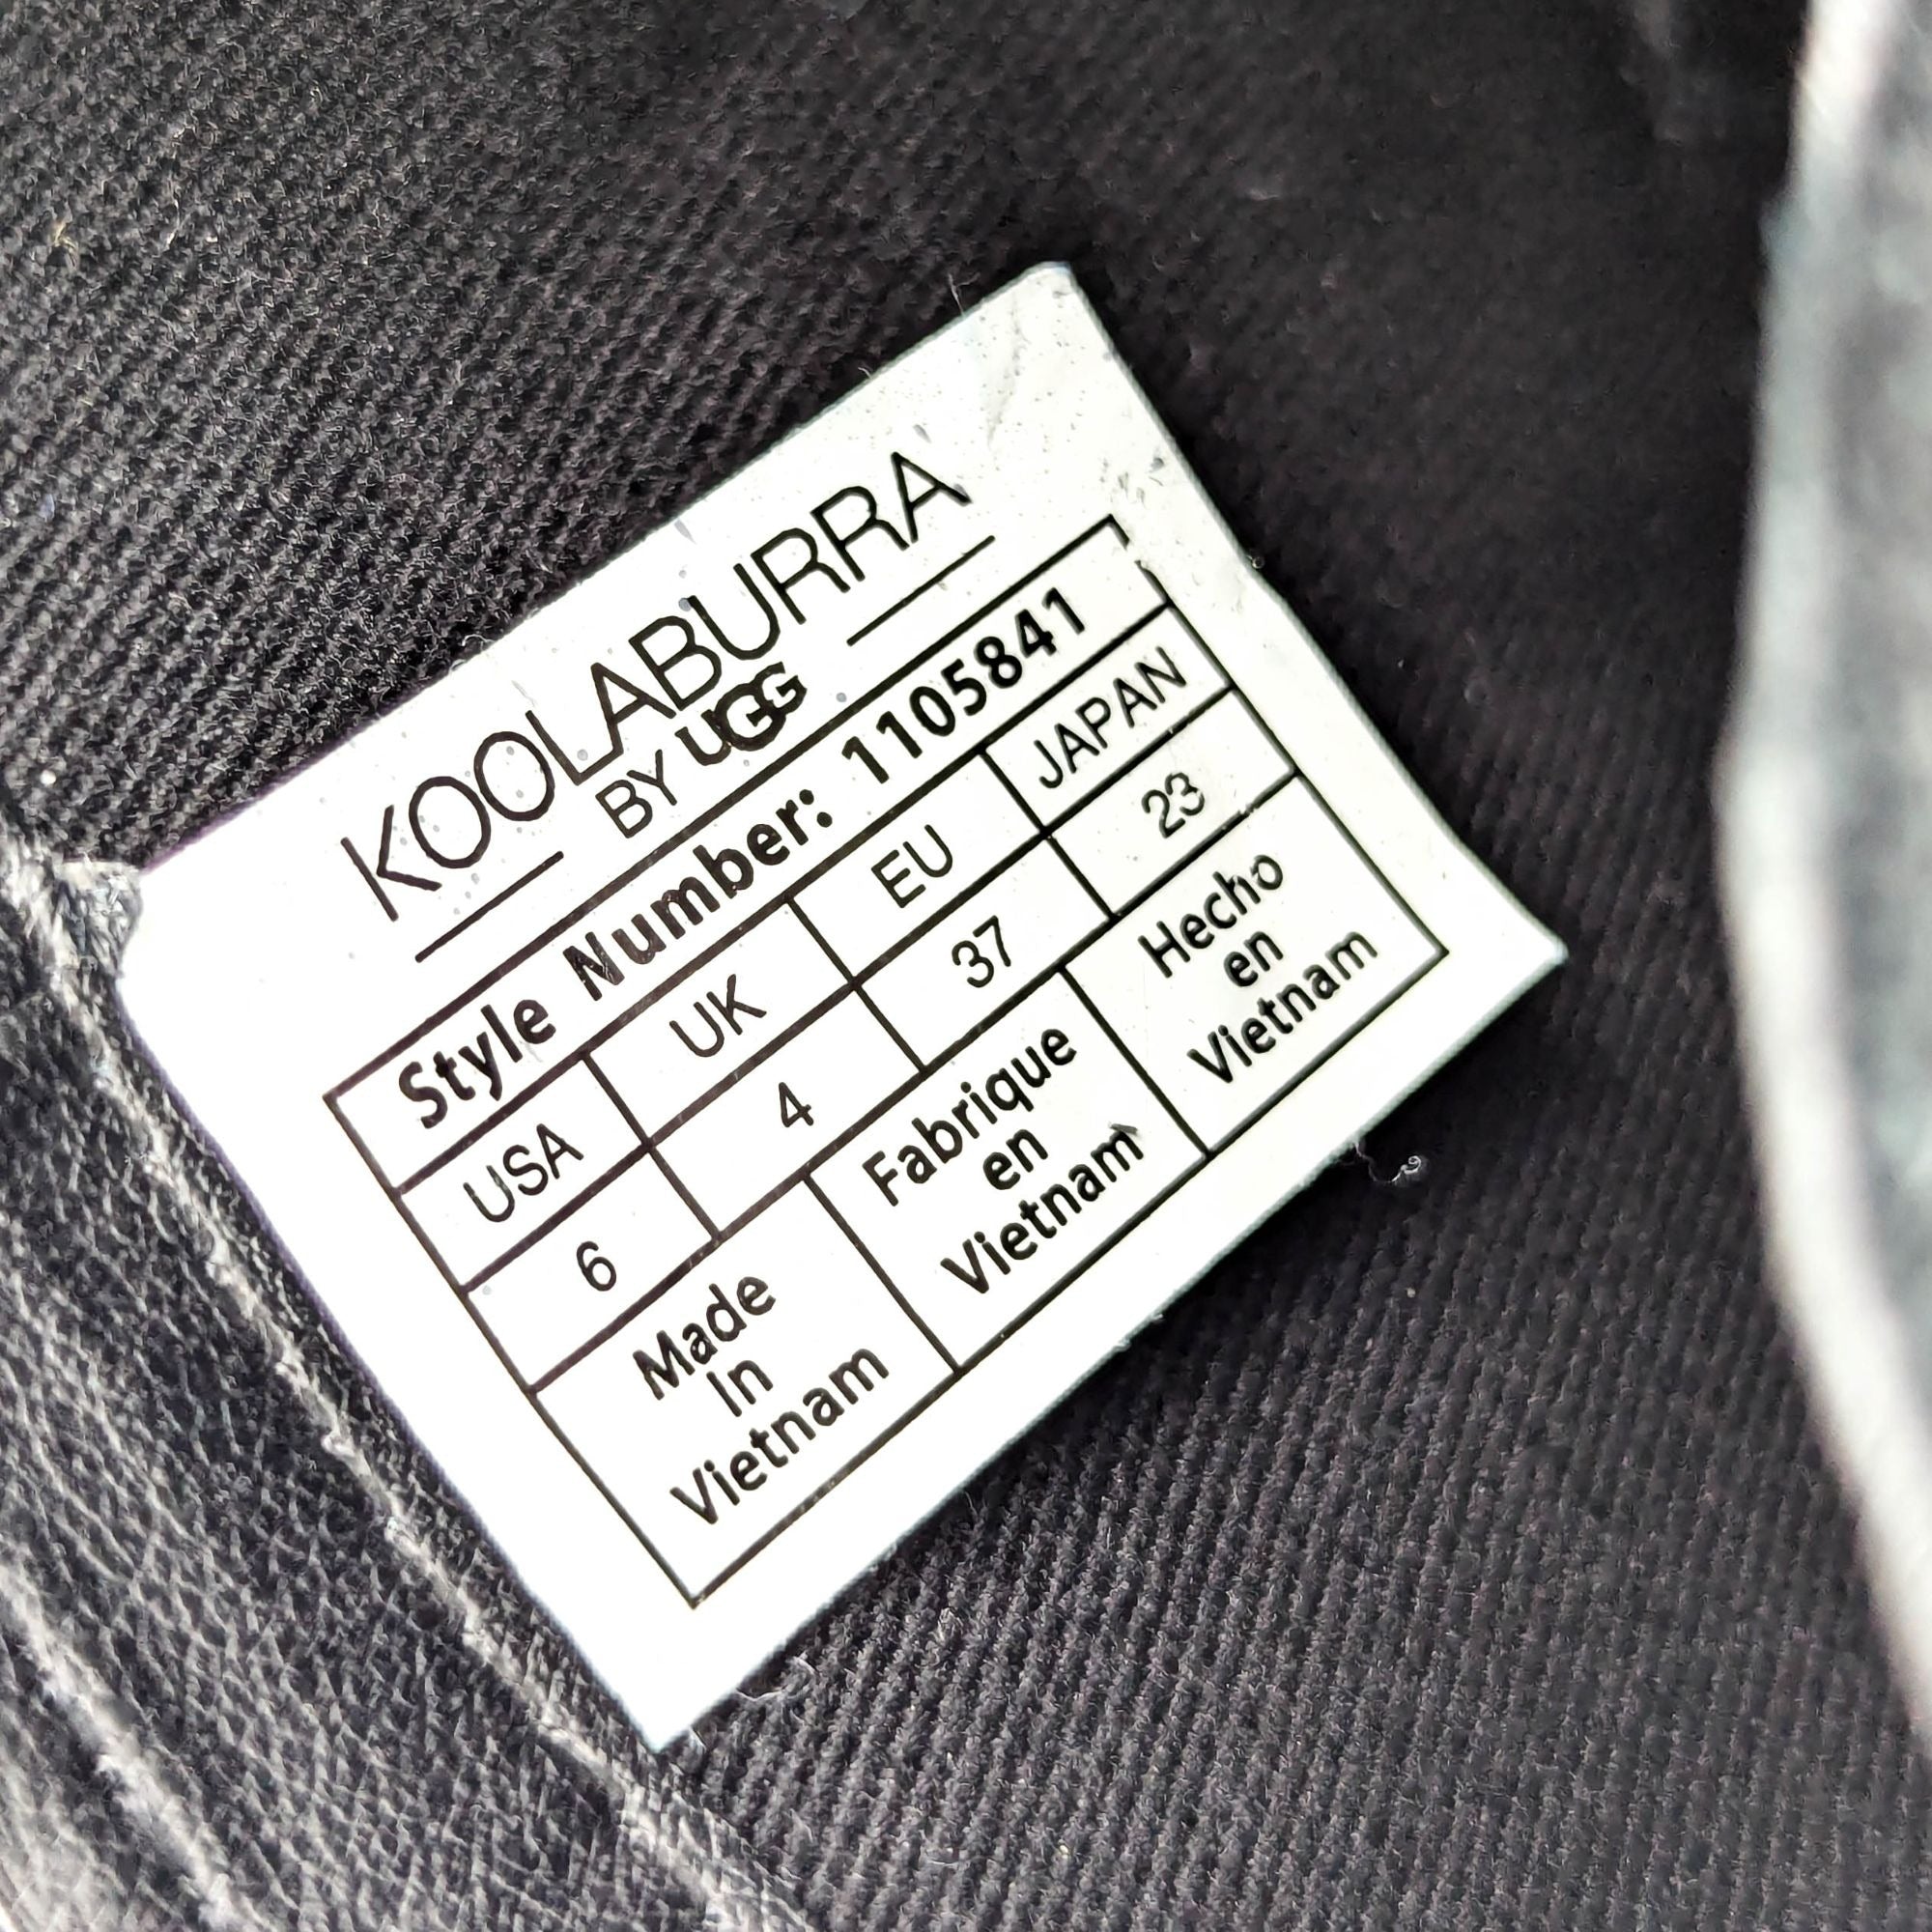 KOOLABURRA
BY UGG
Style Number: 1105841
USA UK EU JAPAN
6 4 37 23
Made
In
Vietnam
Fabrique
en
Vietnam
Hecho
en
Vietnam